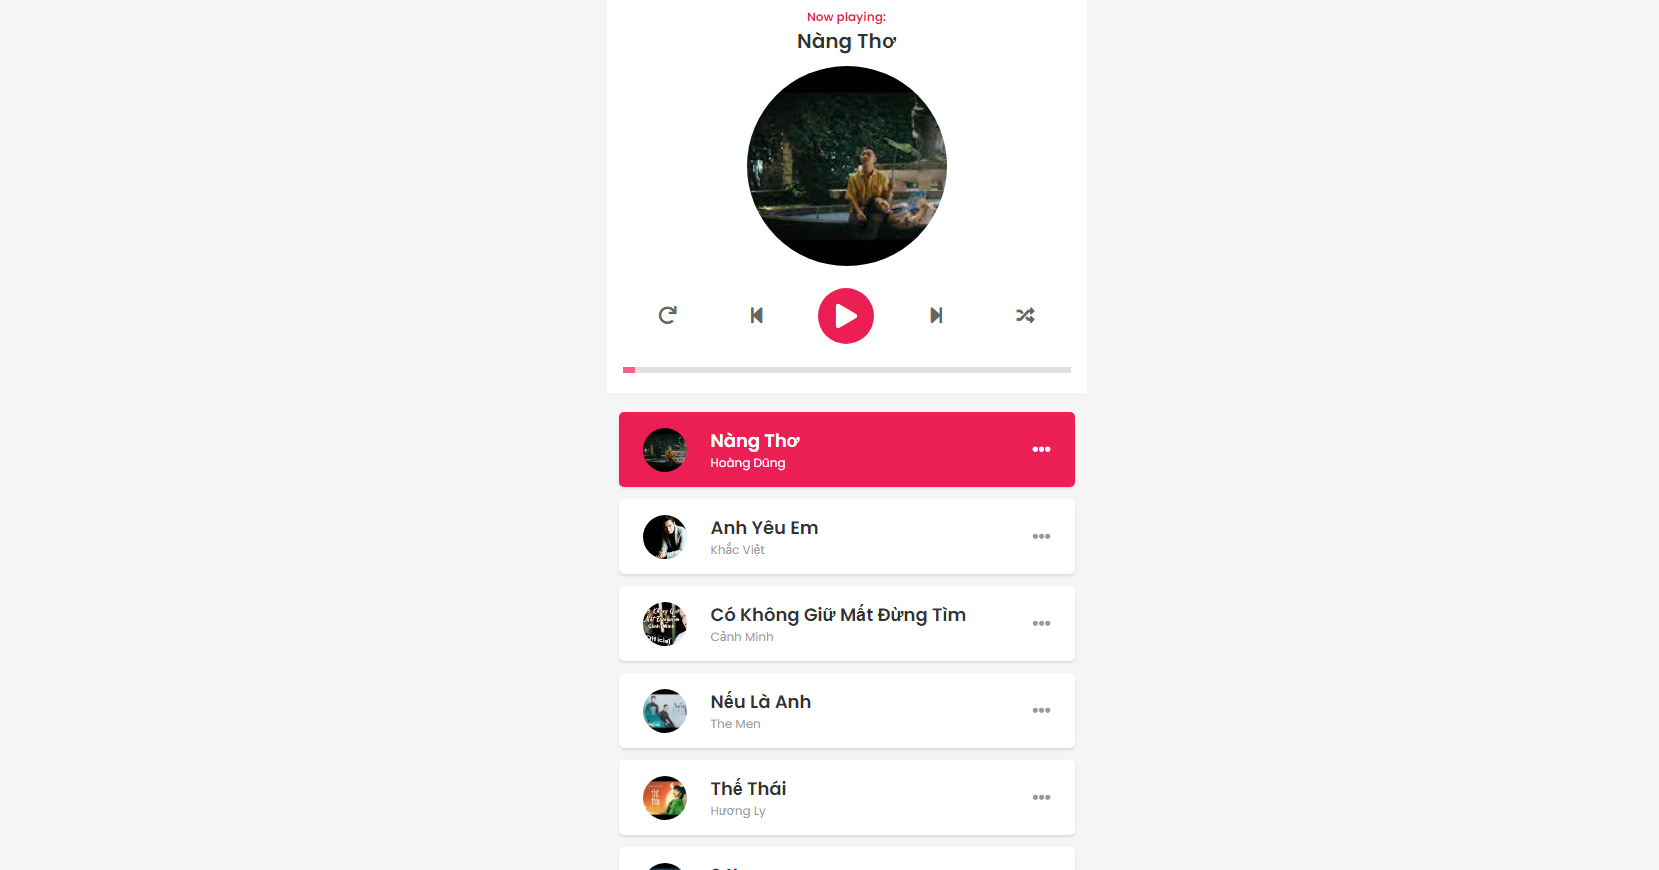 Now playing:
Nàng Thơ
Nàng Thơ
Hoàng Dũng
Anh Yêu Em
Khắc Việt
Có Không Giữ Mất Đừng Tìm
Cảnh Minh
Nếu Là Anh
The Men
Thế Thái
Hương Ly